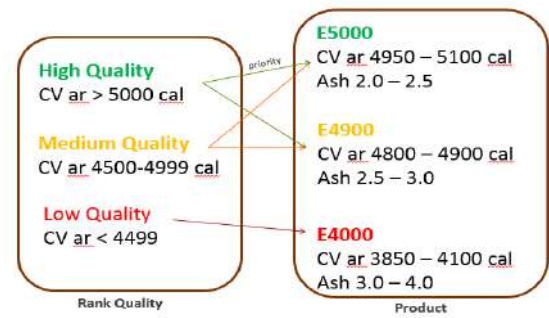 High Quality
CV ar > 5000 cal
Medium Quality
CV ar 4500-4999 cal
Low Quality
CV ar < 4499
Rank Quality
priority
E5000
CV ar 4950 – 5100 cal
Ash 2.0 – 2.5
E4900
CV ar 4800 – 4900 cal
Ash 2.5 – 3.0
E4000
CV ar 3850 – 4100 cal
Ash 3.0 – 4.0
Product